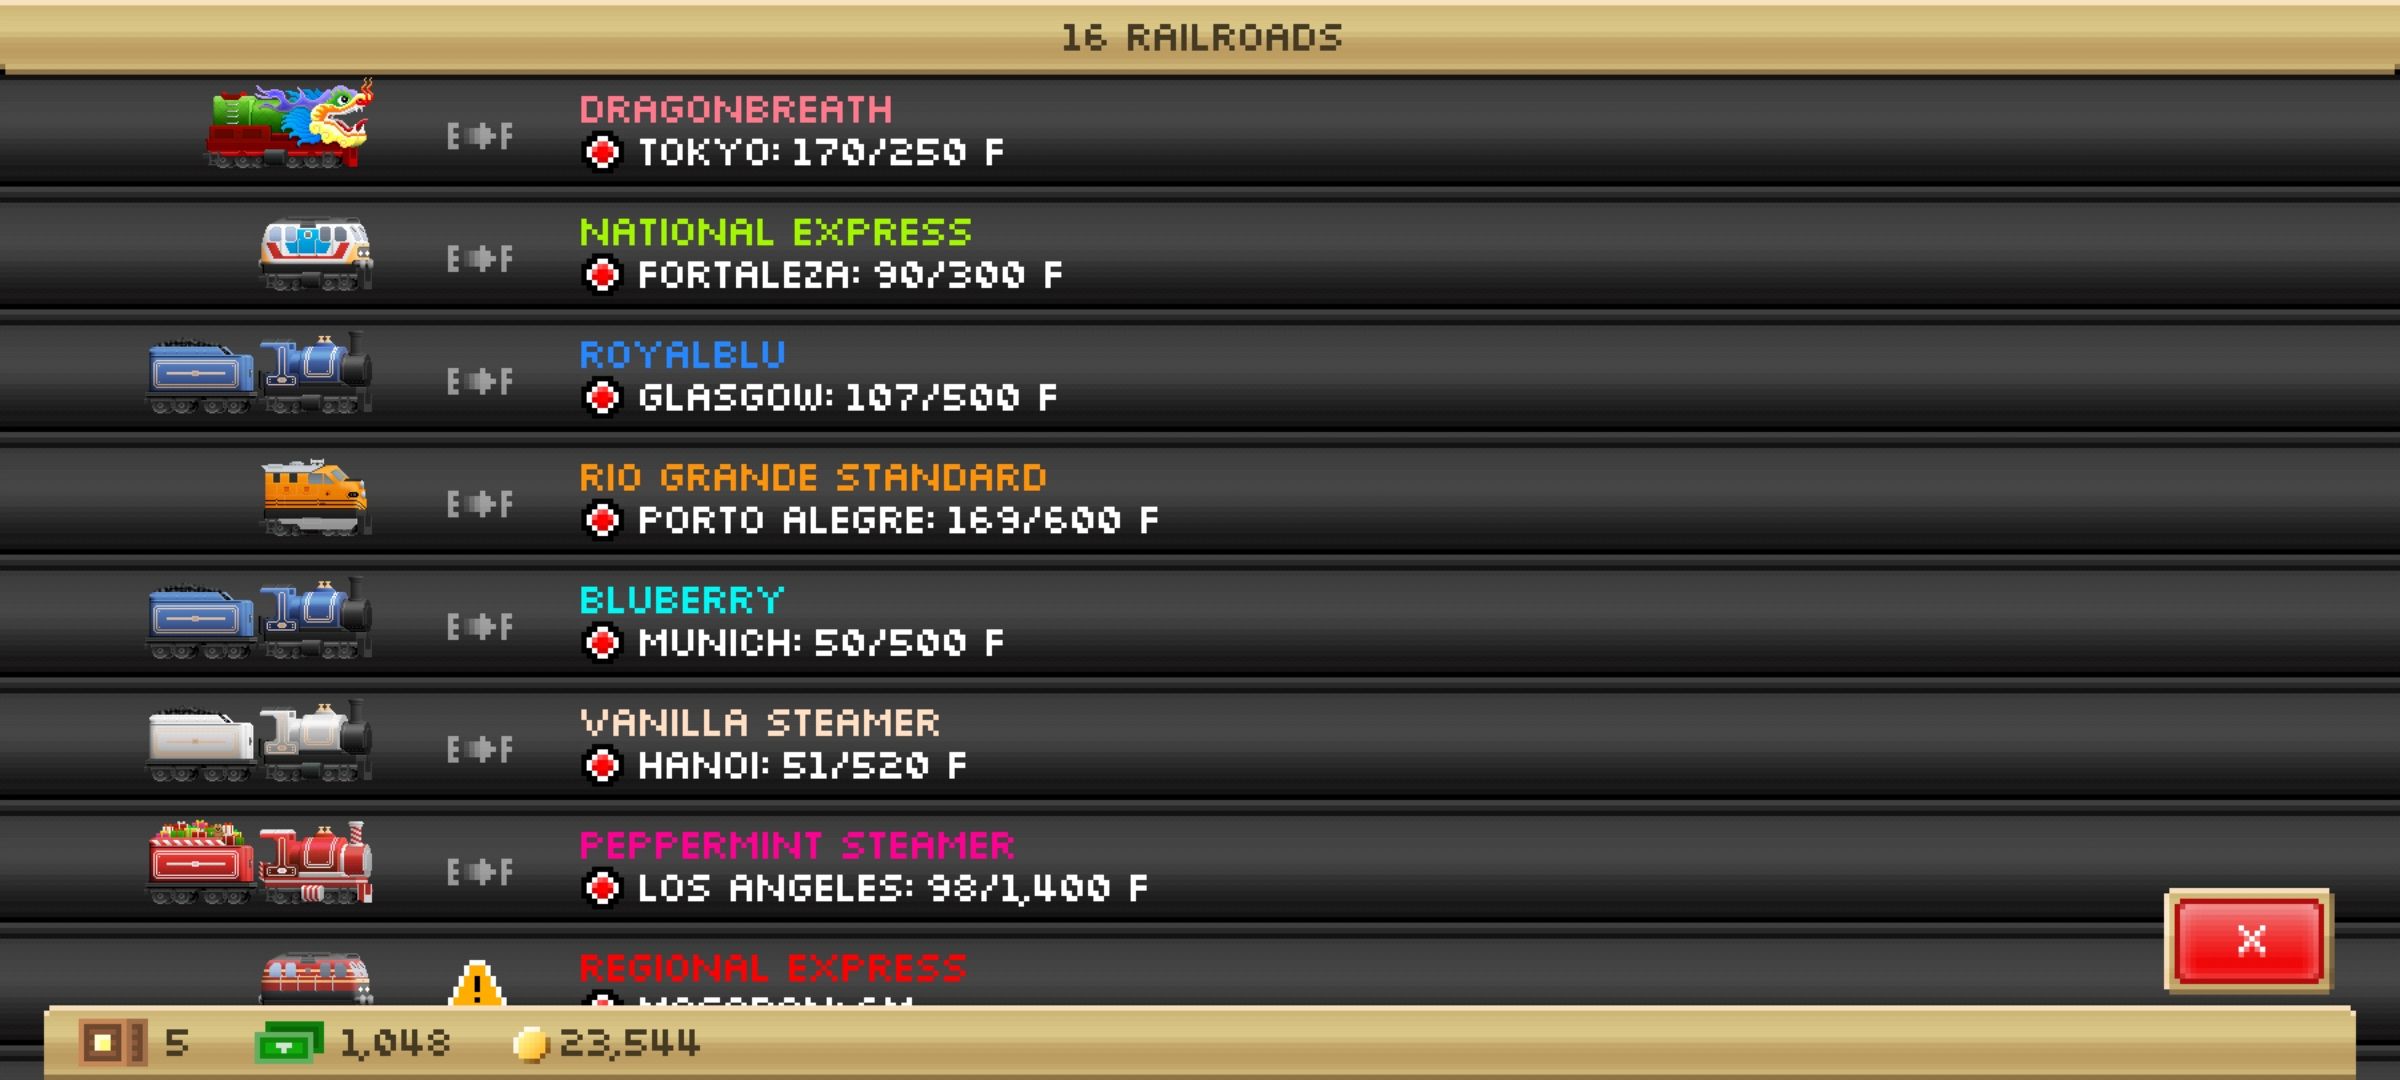 16 RAILROADS
DRAGONBREATH
E F
TOKYO: 170/250 F
NATIONAL EXPRESS
E F
FORTALEZA: 90/300 F
ROYALBLU
E F
GLASGOW: 107/500 F
RIO GRANDE STANDARD
E F
PORTO ALEGRE: 169/600 F
BLUBERRY
E F
MUNICH: 50/500 F
VANILLA STEAMER
E F
HANOI: 51/520 F
PEPPERMINT STEAMER
E F
LOS ANGELES: 98/1,400 F
X
REGIONAL EXPRESS
!
5 1,048 23,544